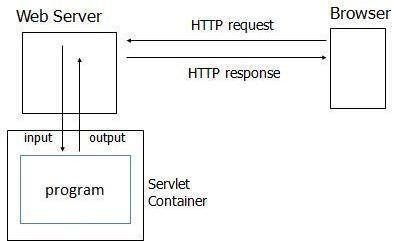 Web Server
Browser
HTTP request
HTTP response
input
output
program
Servlet
Container